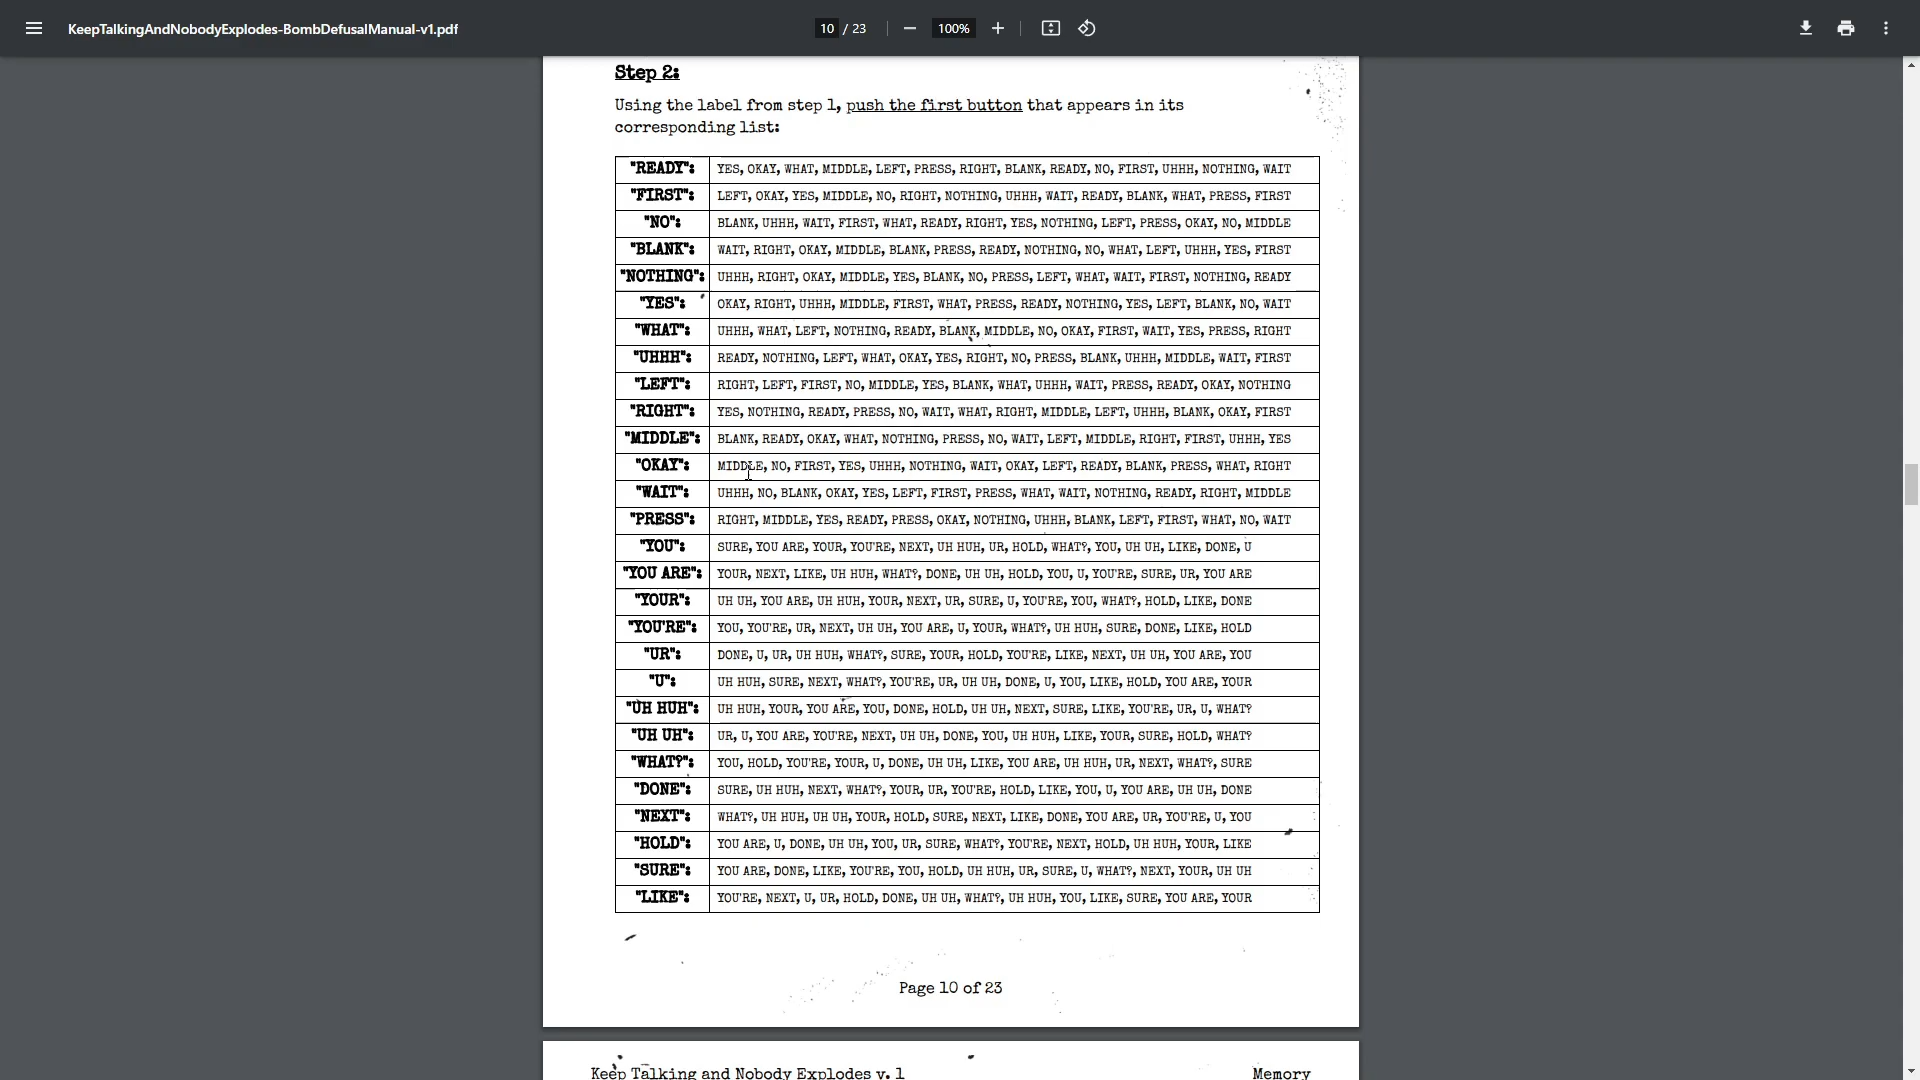 KeepTalkingAndNobodyExplodes-BombDefusalManual-v1.pdf
10 / 23
100%
Step 2:
Using the label from step 1, push the first button that appears in its
corresponding list:
"READY": YES, OKAY, WHAT, MIDDLE, LEFT, PRESS, RIGHT, BLANK, READY, NO, FIRST, UHHH, NOTHING, WAIT
"FIRST": LEFT, OKAY, YES, MIDDLE, NO, RIGHT, NOTHING, UHHH, WAIT, READY, BLANK, WHAT, PRESS, FIRST
"NO": BLANK, UHHH, WAIT, FIRST, WHAT, READY, RIGHT, YES, NOTHING, LEFT, PRESS, OKAY, NO, MIDDLE
"BLANK": WAIT, RIGHT, OKAY, MIDDLE, BLANK, PRESS, READY, NOTHING, NO, WHAT, LEFT, UHHH, YES, FIRST
"NOTHING": UHHH, RIGHT, OKAY, MIDDLE, YES, BLANK, NO, PRESS, LEFT, WHAT, WAIT, FIRST, NOTHING, READY
"YES": OKAY, RIGHT, UHHH, MIDDLE, FIRST, WHAT, PRESS, READY, NOTHING, YES, LEFT, BLANK, NO, WAIT
"WHAT": UHHH, WHAT, LEFT, NOTHING, READY, BLANK, MIDDLE, NO, OKAY, FIRST, WAIT, YES, PRESS, RIGHT
"UHHH": READY, NOTHING, LEFT, WHAT, OKAY, YES, RIGHT, NO, PRESS, BLANK, UHHH, MIDDLE, WAIT, FIRST
"LEFT": RIGHT, LEFT, FIRST, NO, MIDDLE, YES, BLANK, WHAT, UHHH, WAIT, PRESS, READY, OKAY, NOTHING
"RIGHT": YES, NOTHING, READY, PRESS, NO, WAIT, WHAT, RIGHT, MIDDLE, LEFT, UHHH, BLANK, OKAY, FIRST
"MIDDLE": BLANK, READY, OKAY, WHAT, NOTHING, PRESS, NO, WAIT, LEFT, MIDDLE, RIGHT, FIRST, UHHH, YES
"OKAY": MIDDLE, NO, FIRST, YES, UHHH, NOTHING, WAIT, OKAY, LEFT, READY, BLANK, PRESS, WHAT, RIGHT
"WAIT": UHHH, NO, BLANK, OKAY, YES, LEFT, FIRST, PRESS, WHAT, WAIT, NOTHING, READY, RIGHT, MIDDLE
"PRESS": RIGHT, MIDDLE, YES, READY, PRESS, OKAY, NOTHING, UHHH, BLANK, LEFT, FIRST, WHAT, NO, WAIT
"YOU": SURE, YOU ARE, YOUR, YOU'RE, NEXT, UH HUH, UR, HOLD, WHAT?, YOU, UH UH, LIKE, DONE, U
"YOU ARE": YOUR, NEXT, LIKE, UH HUH, WHAT?, DONE, UH UH, HOLD, YOU, U, YOU'RE, SURE, UR, YOU ARE
"YOUR": UH UH, YOU ARE, UH HUH, YOUR, NEXT, UR, SURE, U, YOU'RE, YOU, WHAT?, HOLD, LIKE, DONE
"YOU'RE": YOU, YOU'RE, UR, NEXT, UH UH, YOU ARE, U, YOUR, WHAT?, UH HUH, SURE, DONE, LIKE, HOLD
"UR": DONE, U, UR, UH HUH, WHAT?, SURE, YOUR, HOLD, YOU'RE, LIKE, NEXT, UH UH, YOU ARE, YOU
"U": UH HUH, SURE, NEXT, WHAT?, YOU'RE, UR, UH UH, DONE, U, YOU, LIKE, HOLD, YOU ARE, YOUR
"UH HUH": UH HUH, YOUR, YOU ARE, YOU, DONE, HOLD, UH UH, NEXT, SURE, LIKE, YOU'RE, UR, U, WHAT?
"UH UH": UR, U, YOU ARE, YOU'RE, NEXT, UH UH, DONE, YOU, UH HUH, LIKE, YOUR, SURE, HOLD, WHAT?
"WHAT?": YOU, HOLD, YOU'RE, YOUR, U, DONE, UH UH, LIKE, YOU ARE, UH HUH, UR, NEXT, WHAT?, SURE
"DONE": SURE, UH HUH, NEXT, WHAT?, YOUR, UR, YOU'RE, HOLD, LIKE, YOU, U, YOU ARE, UH UH, DONE
"NEXT": WHAT?, UH HUH, UH UH, YOUR, HOLD, SURE, NEXT, LIKE, DONE, YOU ARE, UR, YOU'RE, U, YOU
"HOLD": YOU ARE, U, DONE, UH UH, YOU, UR, SURE, WHAT?, YOU'RE, NEXT, HOLD, UH HUH, YOUR, LIKE
"SURE": YOU ARE, DONE, LIKE, YOU'RE, YOU, HOLD, UH HUH, UR, SURE, U, WHAT?, NEXT, YOUR, UH UH
"LIKE": YOU'RE, NEXT, U, UR, HOLD, DONE, UH UH, WHAT?, UH HUH, YOU, LIKE, SURE, YOU ARE, YOUR
Page 10 of 23
Keep Talking and Nobody Explodes v. 1 Memory